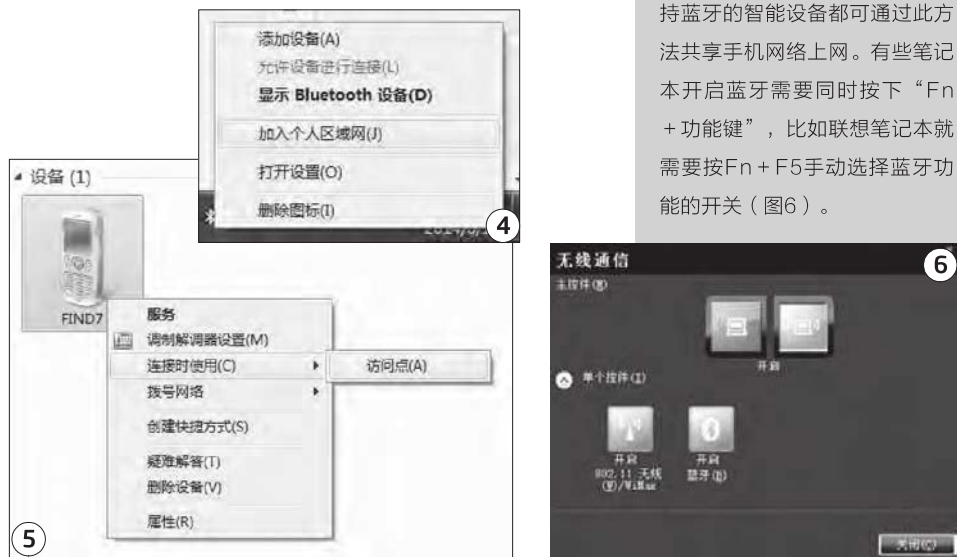 添加设备(A)
允许设备进行连接(L)
显示 Bluetooth 设备(D)
加入个人区域网(J)
打开设置(O)
删除图标(I)
4
持蓝牙的智能设备都可通过此方
法共享手机网络上网。有些笔记
本开启蓝牙需要同时按下“Fn
+功能键”，比如联想笔记本就
需要按Fn+F5手动选择蓝牙功
能的开关（图6）。
设备 (1)
FIND7
服务
调制解调器设置(M)
连接时使用(C)
访问点(A)
拨号网络
创建快捷方式(S)
疑难解答(T)
删除设备(V)
属性(R)
5
无线通信
6
主控件(M)
开启
单个控件(I)
开启
802.11 无线
(W)/WiMax
开启
蓝牙(B)
关闭(C)